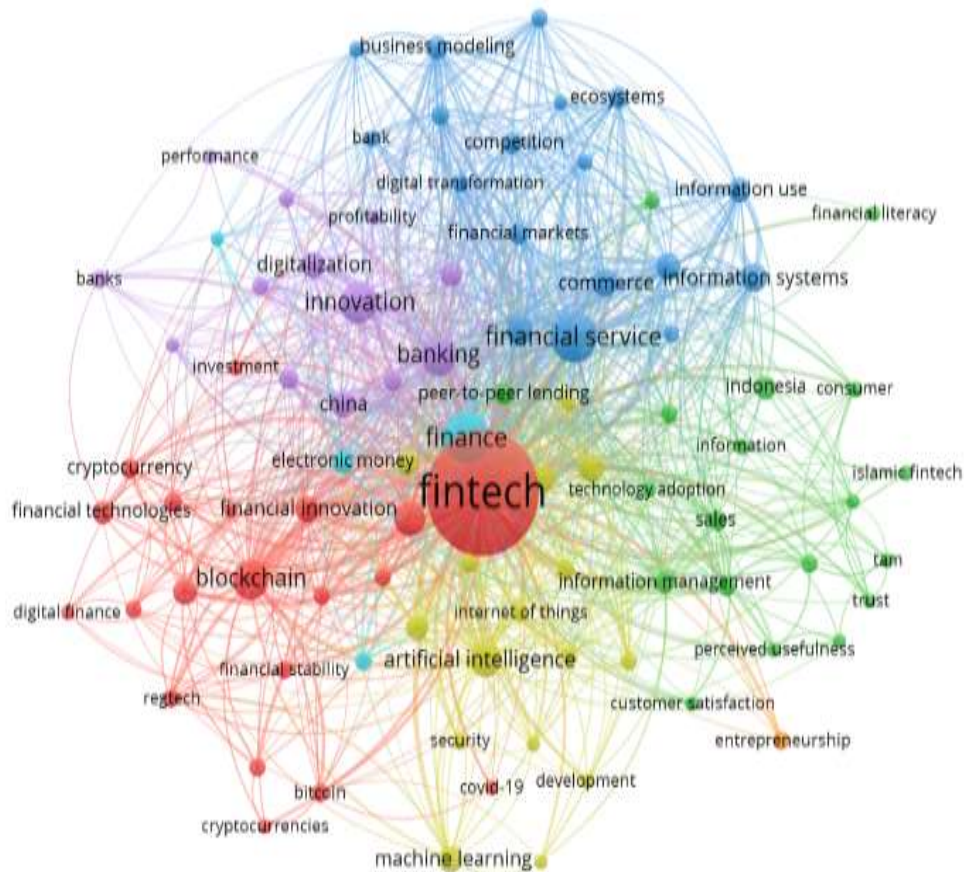 business modeling
ecosystems
bank
competition
performance
digital transformation
information use
profitability
financial literacy
financial markets
digitalization
banks
commerce
information systems
innovation
financial service
banking
investment
peer-to-peer lending
indonesia
consumer
china
finance
information
electronic money
cryptocurrency
islamic fintech
fintech
technology adoption
financial technologies
financial innovation
sales
tam
blockchain
information management
trust
digital finance
internet of things
perceived usefulness
artificial intelligence
financial stability
regtech
customer satisfaction
security
entrepreneurship
development
covid-19
bitcoin
cryptocurrencies
machine learning